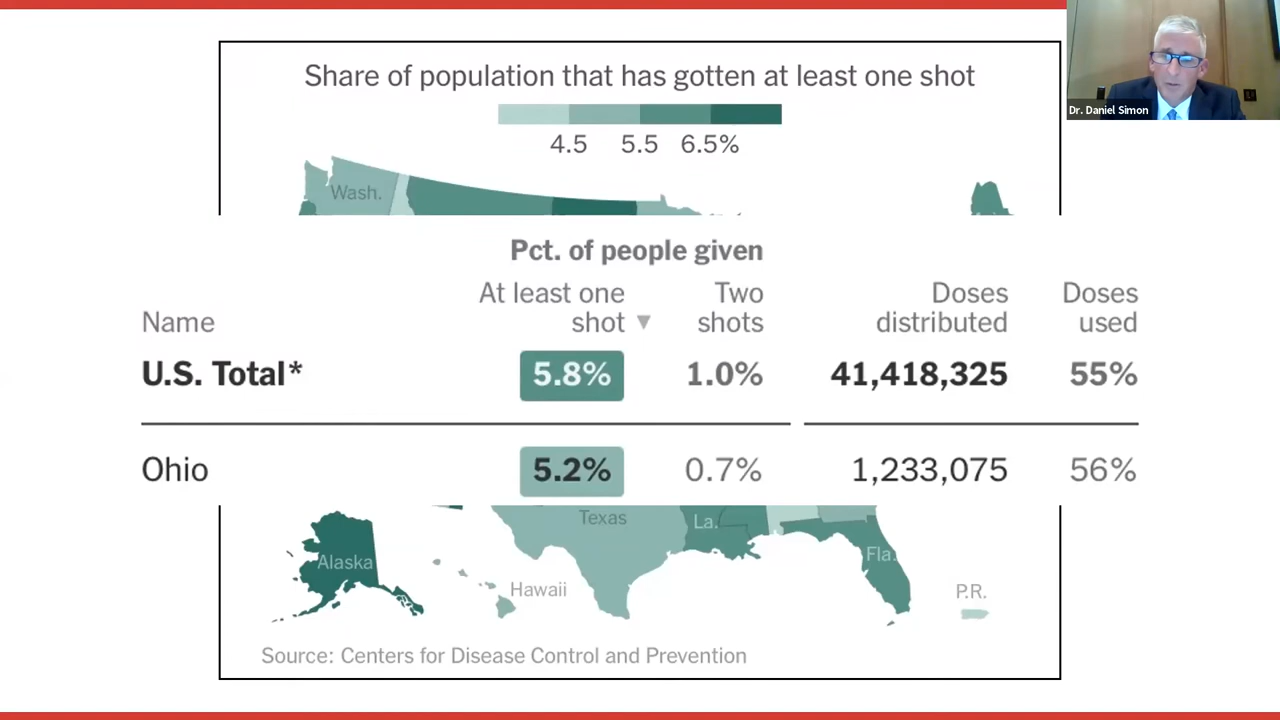 Share of population that has gotten at least one shot
4.5 5.5 6.5%
Dr. Daniel Simon
Wash.
Pct. of people given
At least one Two Doses Doses
Name shot ▼ shots distributed used
U.S. Total* 5.8% 1.0% 41,418,325 55%
Ohio 5.2% 0.7% 1,233,075 56%
Texas La.
Fla.
Alaska
Hawaii P.R.
Source: Centers for Disease Control and Prevention